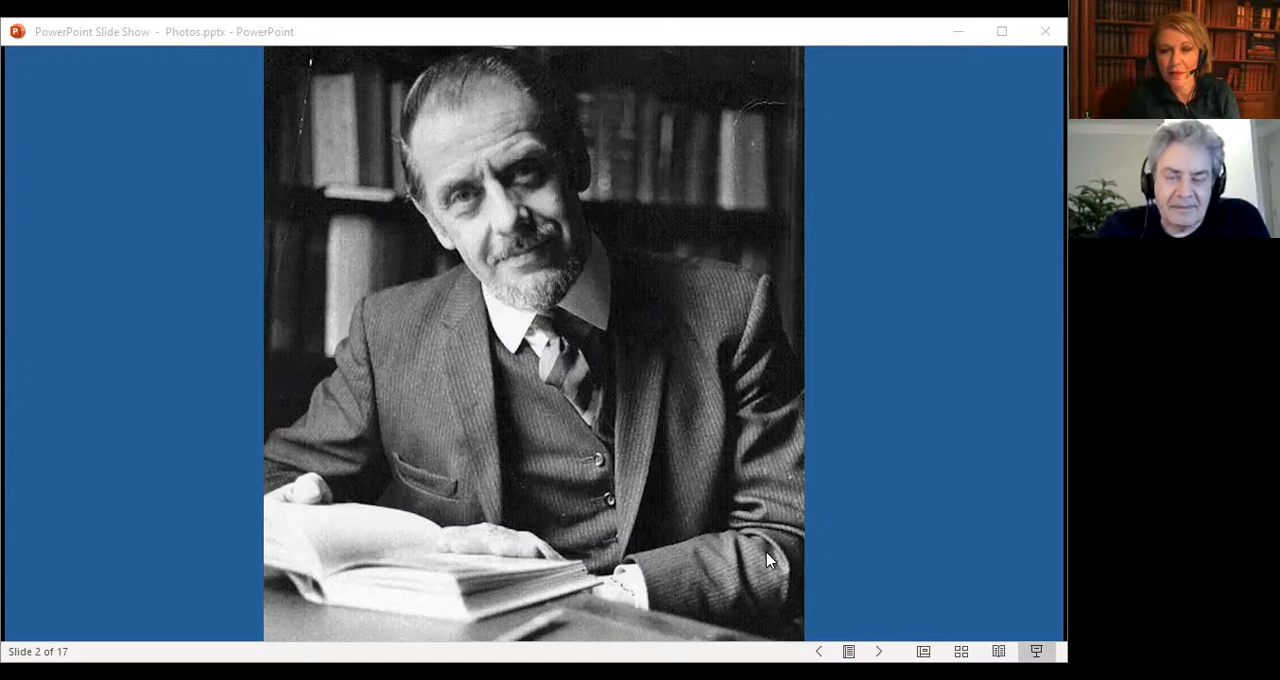 PowerPoint Slide Show - Photos.pptx - PowerPoint
Slide 2 of 17